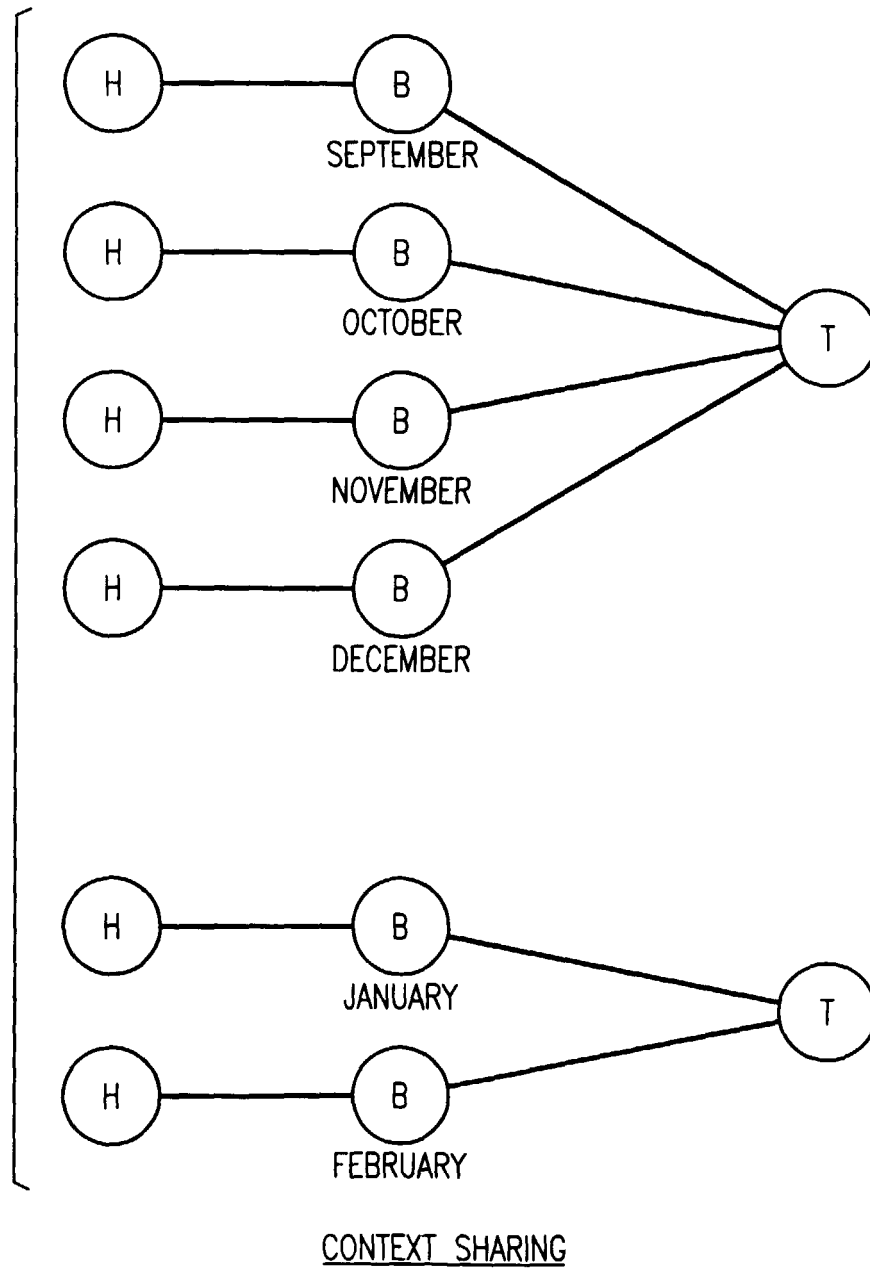 H B
SEPTEMBER
H B
OCTOBER
T
H B
NOVEMBER
H B
DECEMBER
H B
JANUARY
T
H B
FEBRUARY
CONTEXT SHARING